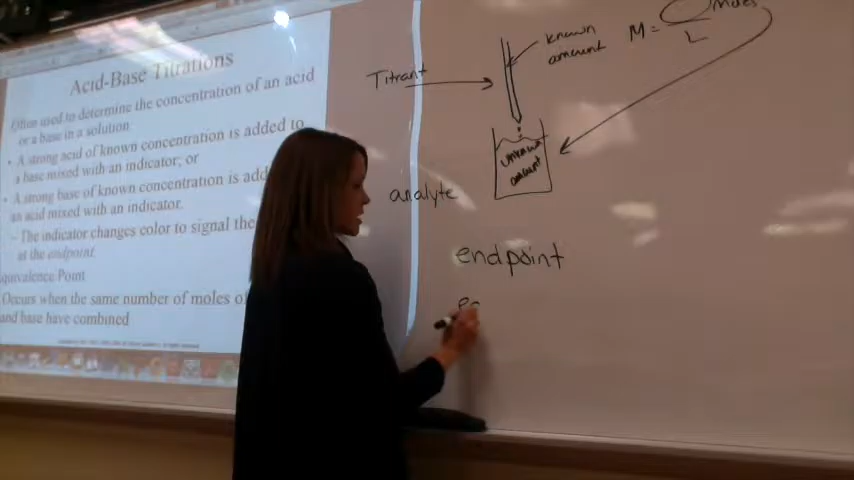 Acid-Base Titrations
Often used to determine the concentration of an acid
or a base in a solution.
• A strong acid of known concentration is added to
a base mixed with an indicator; or
• A strong base of known concentration is add
an acid mixed with an indicator.
– The indicator changes color to signal the
at the endpoint.
quivalence Point
Occurs when the same number of moles o
and base have combined
Titrant
known
amount
M = moles
L
unknown
amount
analyte
endpoint